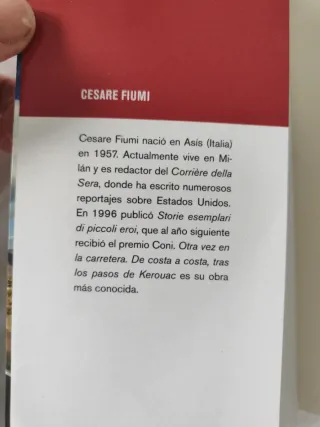 CESARE FIUMI
Cesare Fiumi nació en Asís (Italia)
en 1957. Actualmente vive en Mi-
lán y es redactor del Corrière della
Sera, donde ha escrito numerosos
reportajes sobre Estados Unidos.
En 1996 publicó Storie esemplari
di piccoli eroi, que al año siguiente
recibió el premio Coni. Otra vez en
la carretera. De costa a costa, tras
los pasos de Kerouac es su obra
más conocida.